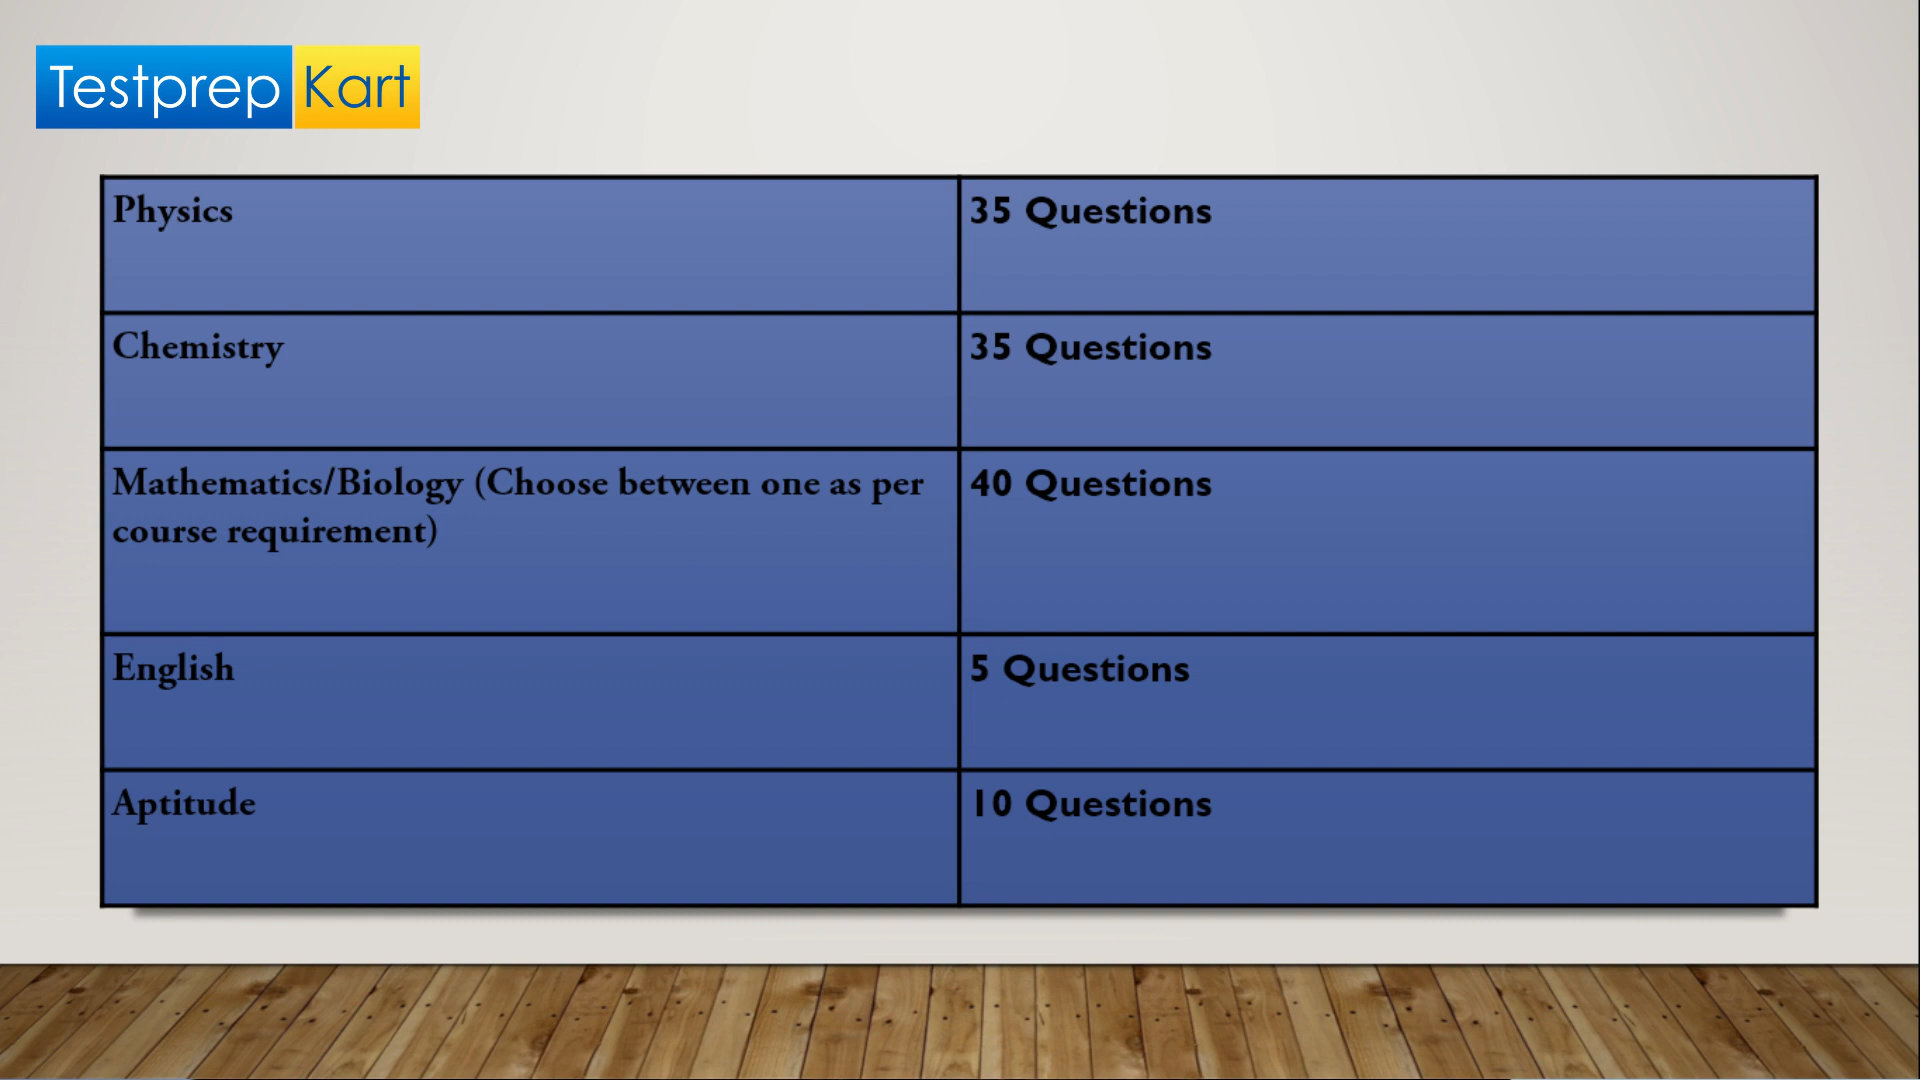 Testprep Kart
Physics
35 Questions
Chemistry
35 Questions
Mathematics/Biology (Choose between one as per
course requirement)
40 Questions
English
5 Questions
Aptitude
10 Questions